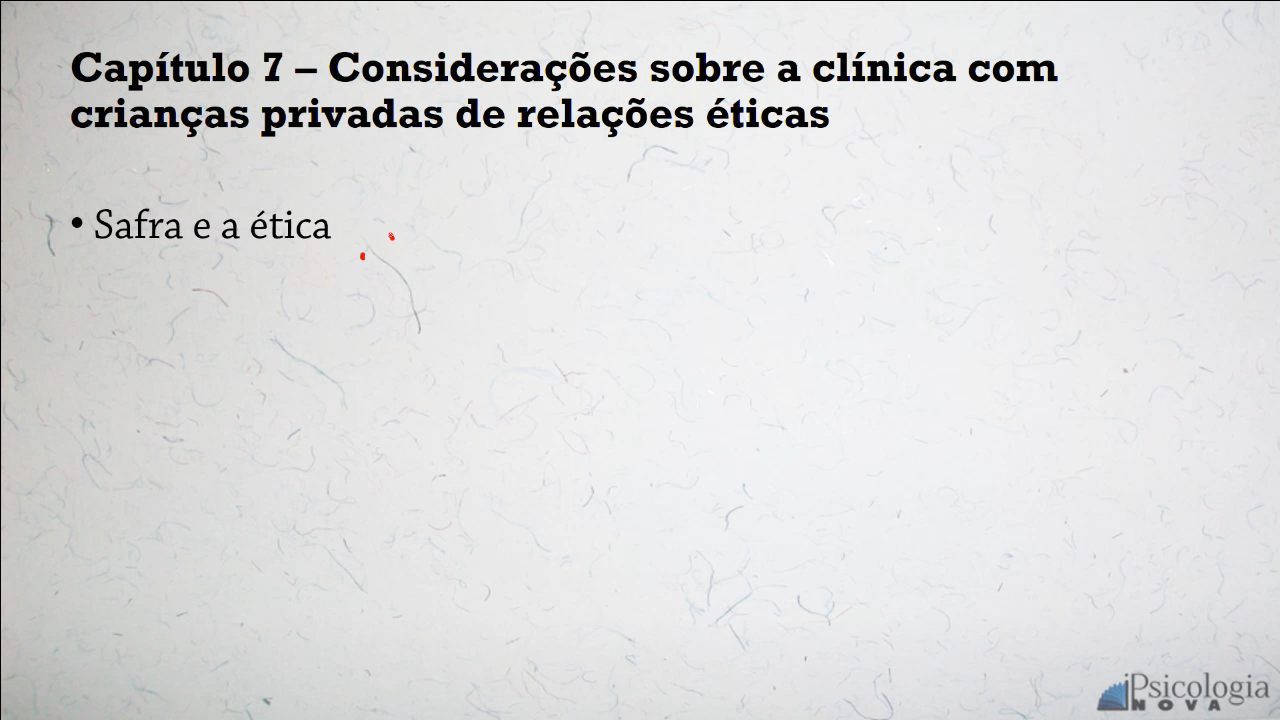 Capítulo 7 – Considerações sobre a clínica com
crianças privadas de relações éticas
• Safra e a ética
Psicologia
NOVA